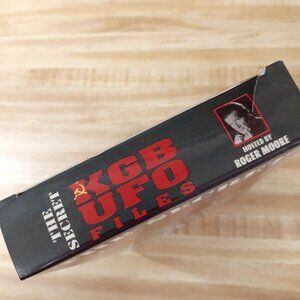 THE
SECRET
KGB
UFO
FILES
HOSTED BY
ROGER MOORE